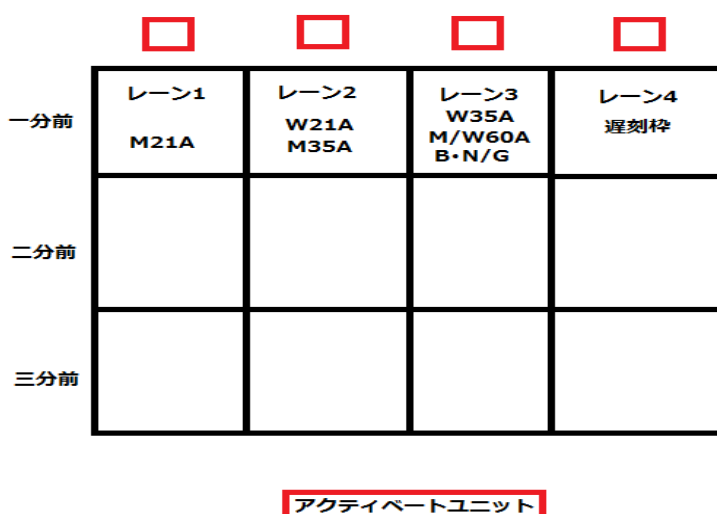 レーン1
レーン2
レーン3
レーン4
一分前
M21A
W21A
M35A
W35A
M/W60A
B・N/G
遅刻枠
二分前
三分前
アクティベートユニット